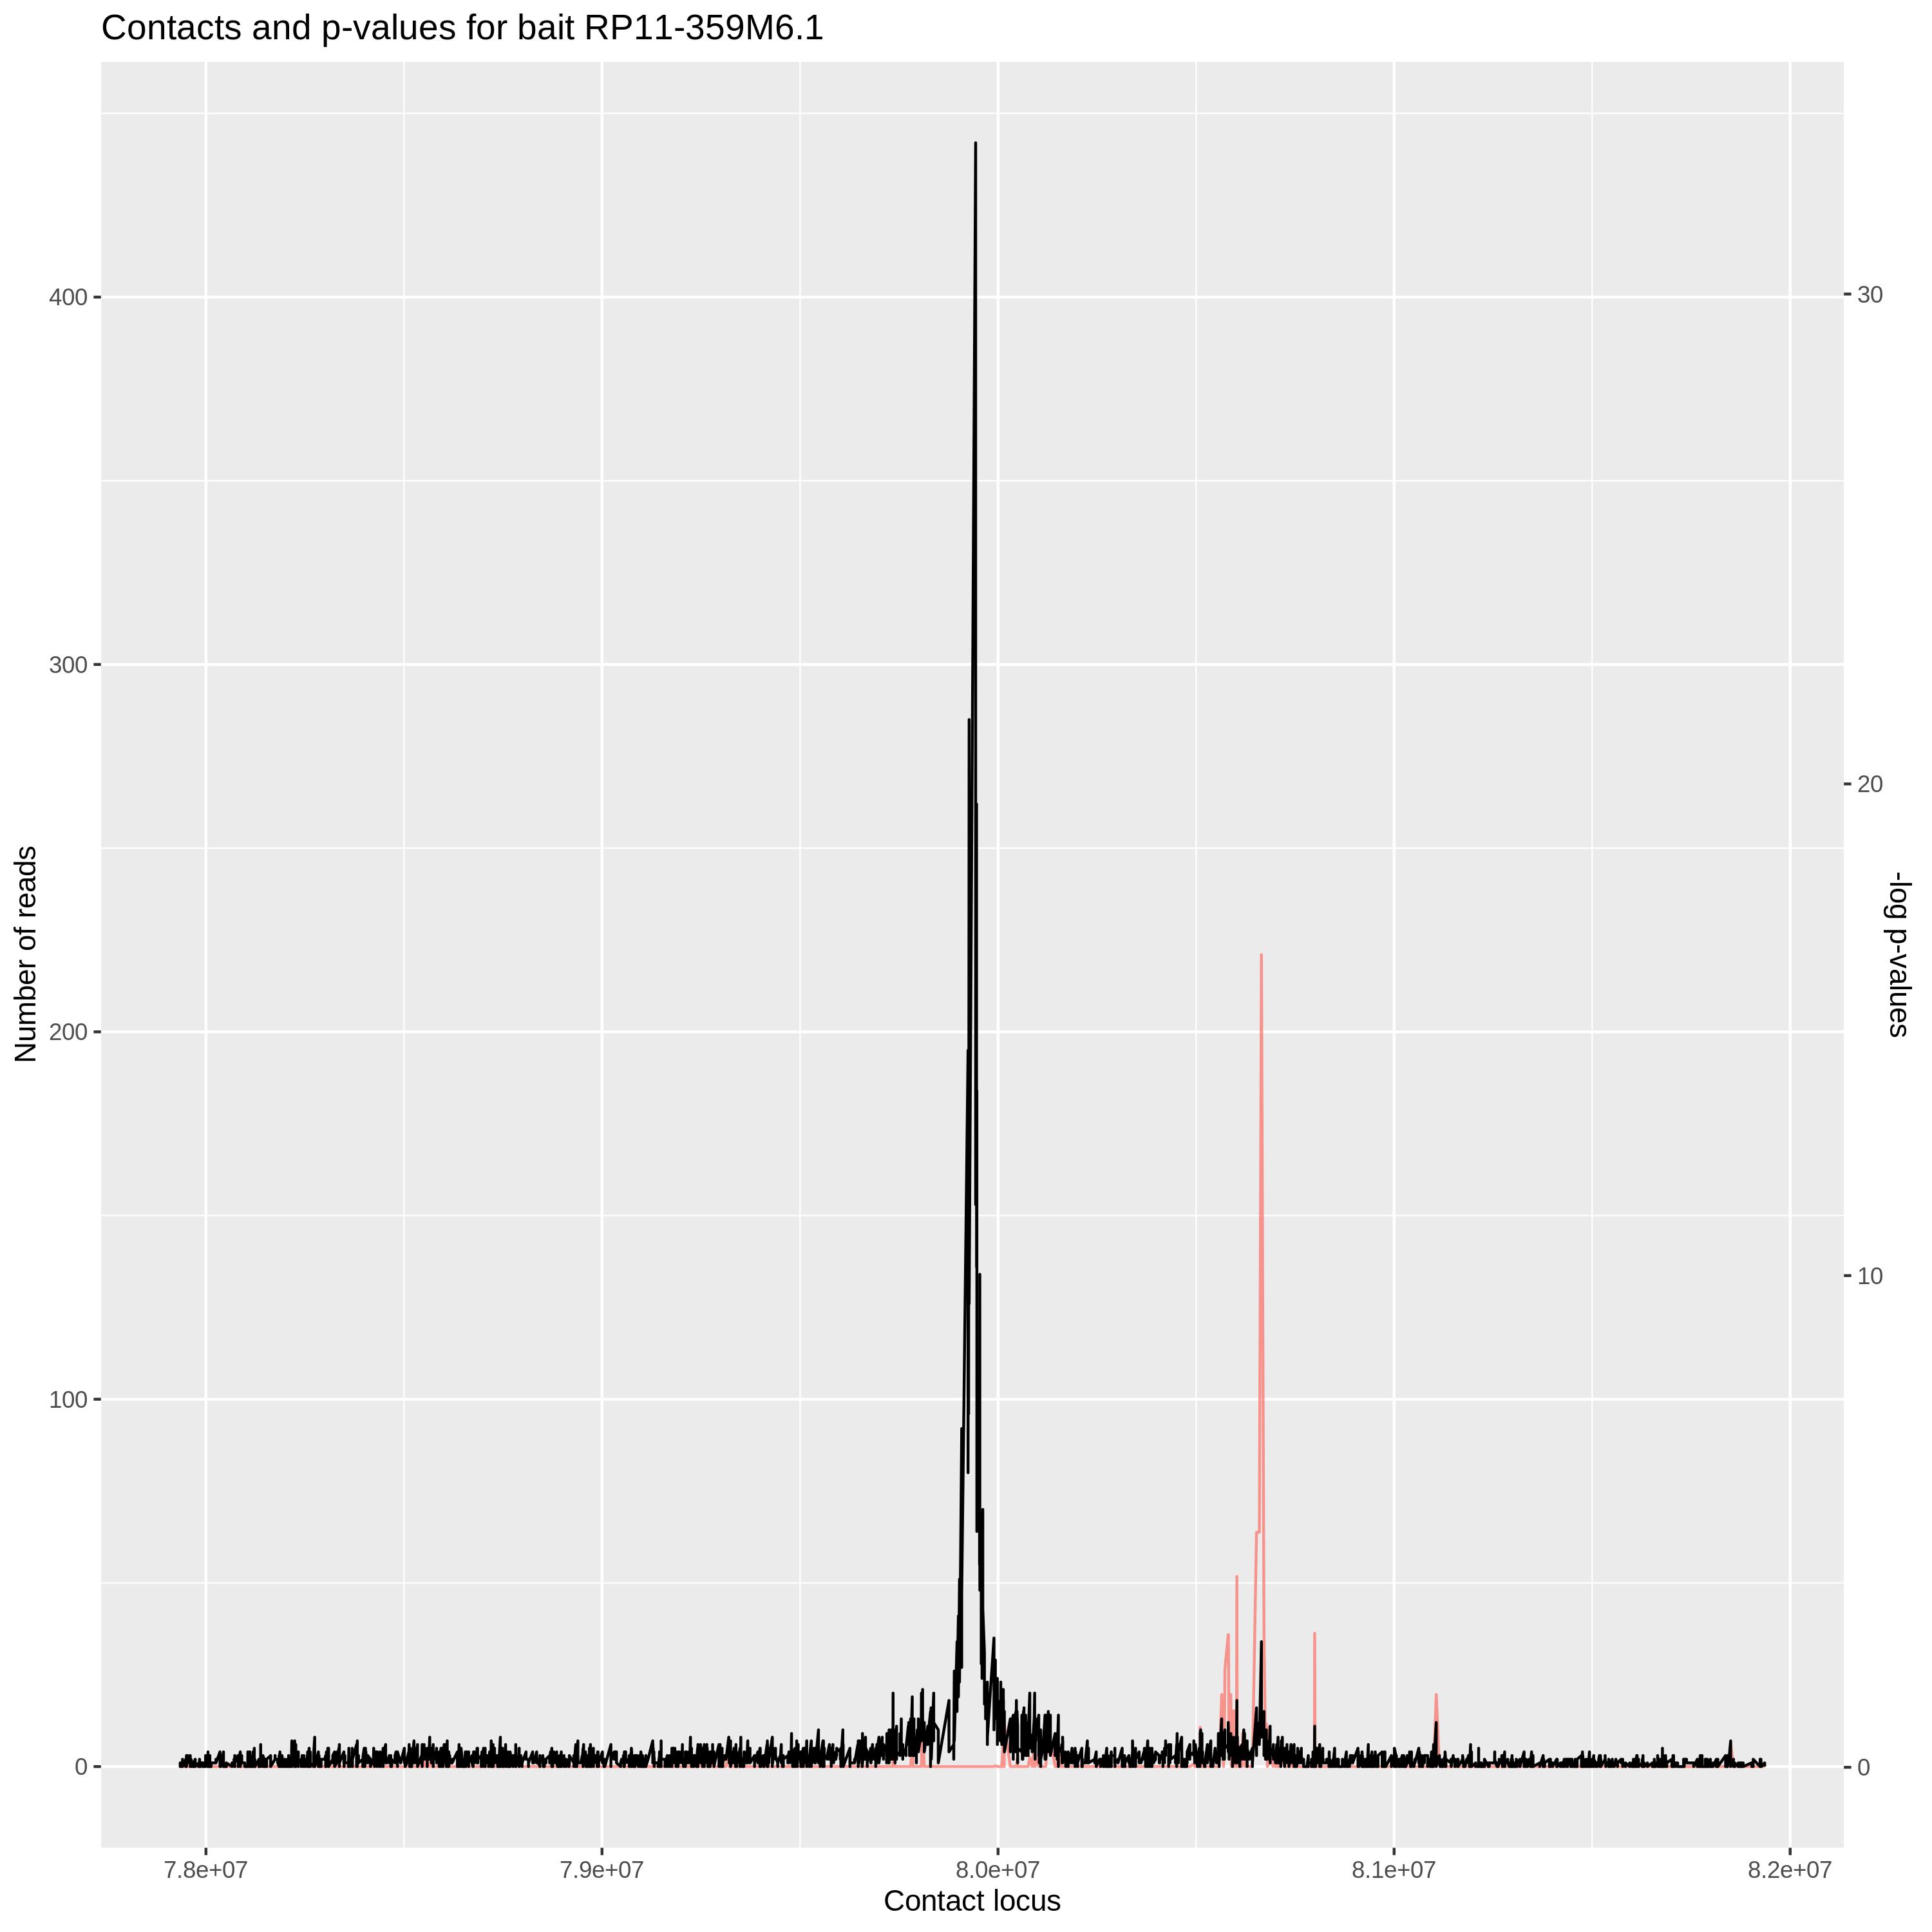 Contacts and p-values for bait RP11-359M6.1
400
300
200
100
0
Number of reads
30
20
10
0
-log p-values
7.8e+07
7.9e+07
8.0e+07
8.1e+07
8.2e+07
Contact locus